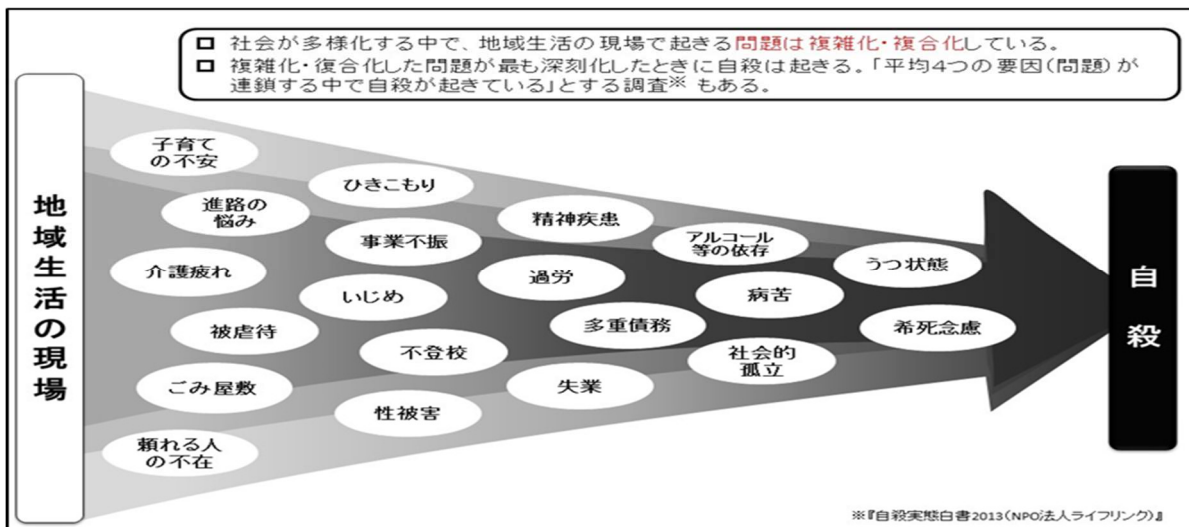 □ 社会が多様化する中で、地域生活の現場で起きる問題は複雑化・複合化している。
□ 複雑化・復合化した問題が最も深刻化したときに自殺は起きる。「平均4つの要因(問題)が
連鎖する中で自殺が起きている」とする調査※ もある。
地域生活の現場
子育て
の不安
進路の
悩み
介護疲れ
被虐待
ごみ屋敷
頼れる人
の不在
ひきこもり
事業不振
いじめ
不登校
性被害
精神疾患
過労
多重債務
失業
アルコール
等の依存
病苦
社会的
孤立
うつ状態
希死念慮
自殺
※『自殺実態白書2013(NPO法人ライフリンク)』